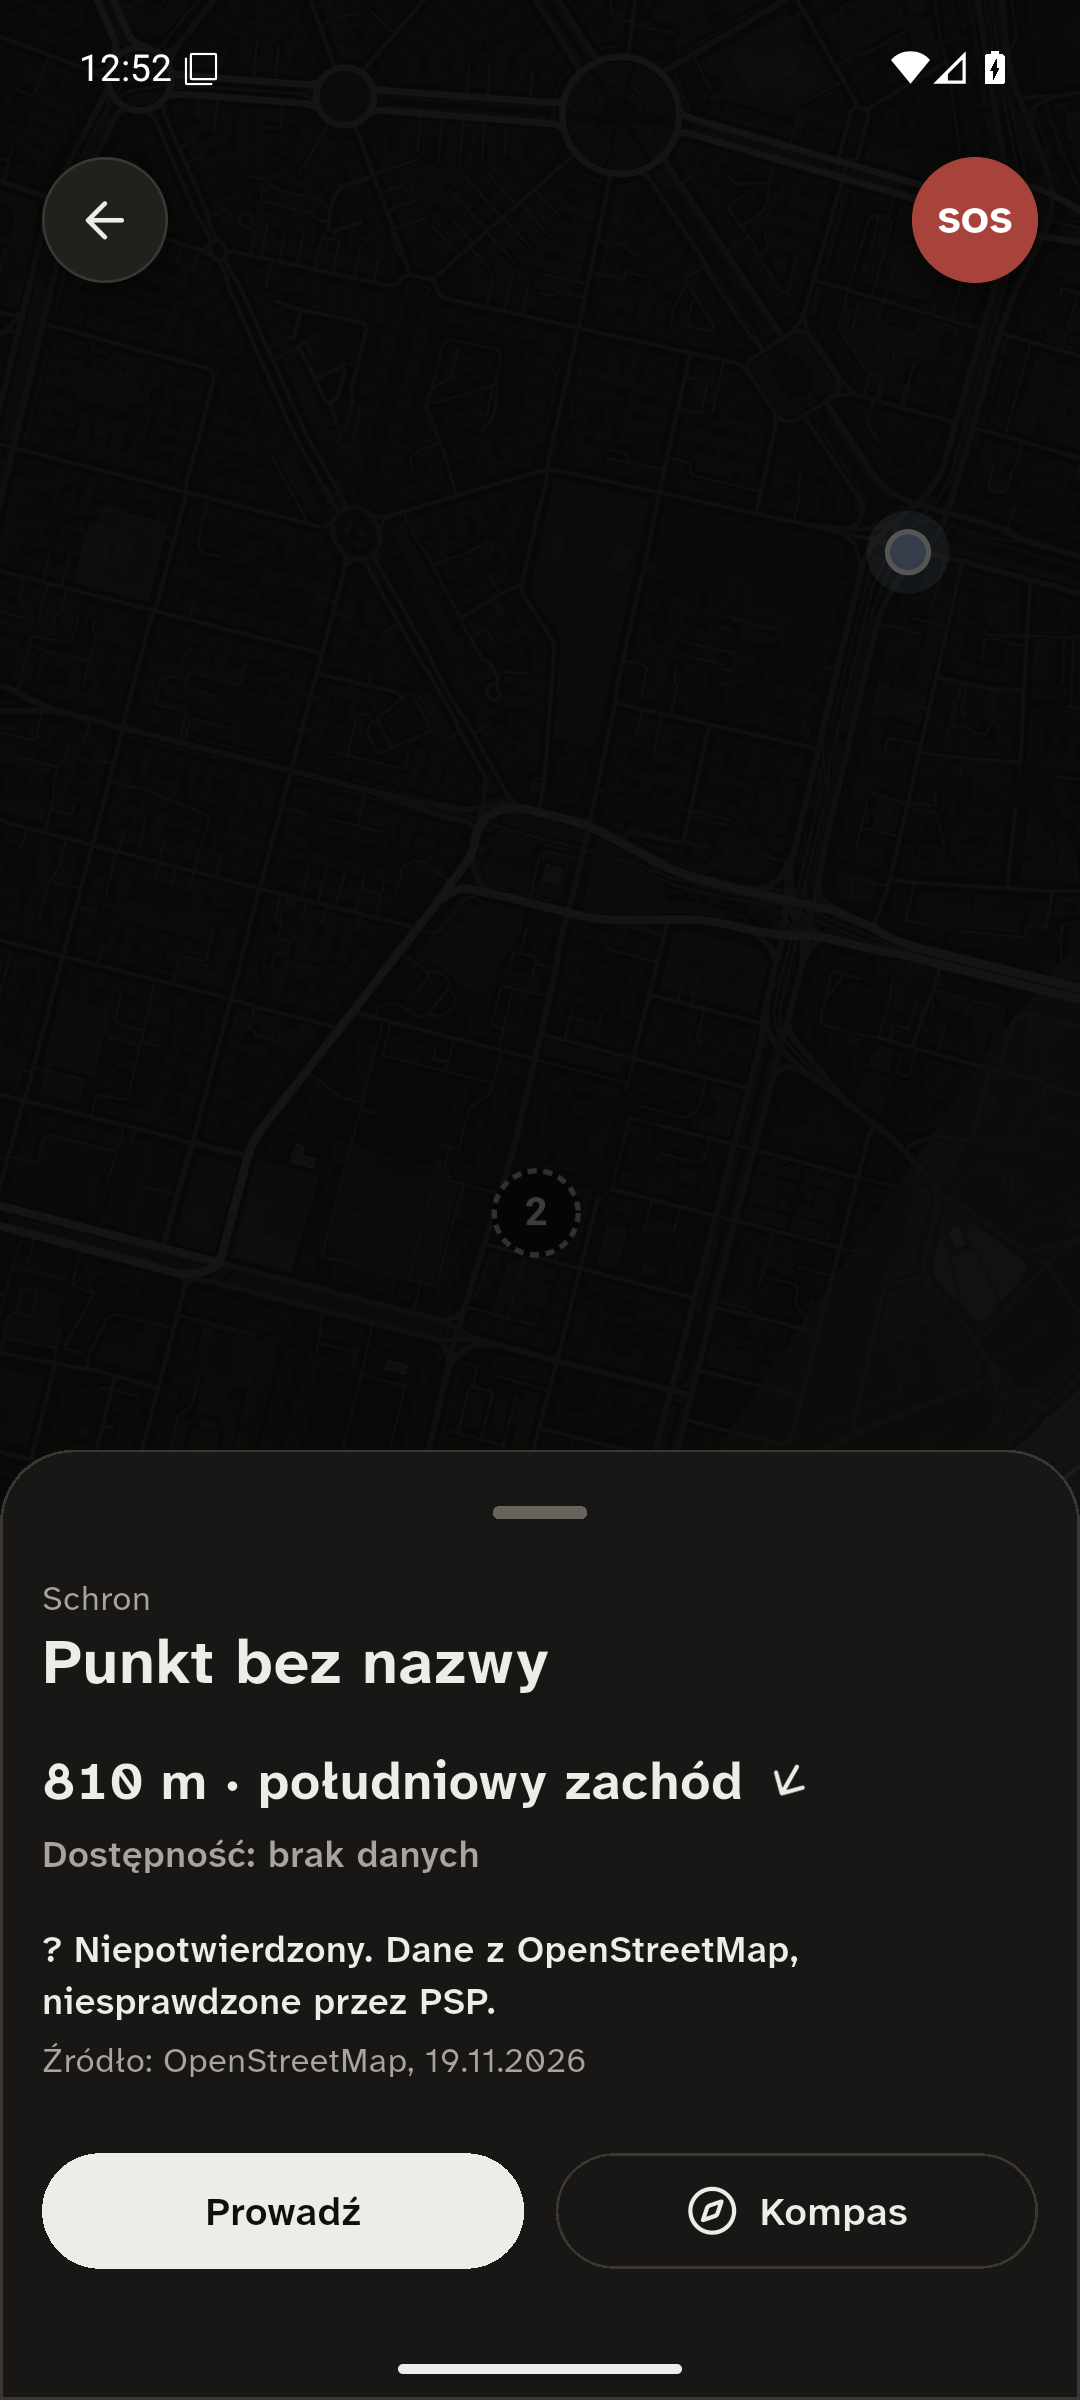 12:52
SOS
2
Schron
Punkt bez nazwy
810 m · południowy zachód
Dostępność: brak danych
? Niepotwierdzony. Dane z OpenStreetMap,
niesprawdzone przez PSP.
Źródło: OpenStreetMap, 19.11.2026
Prowadź
Kompas